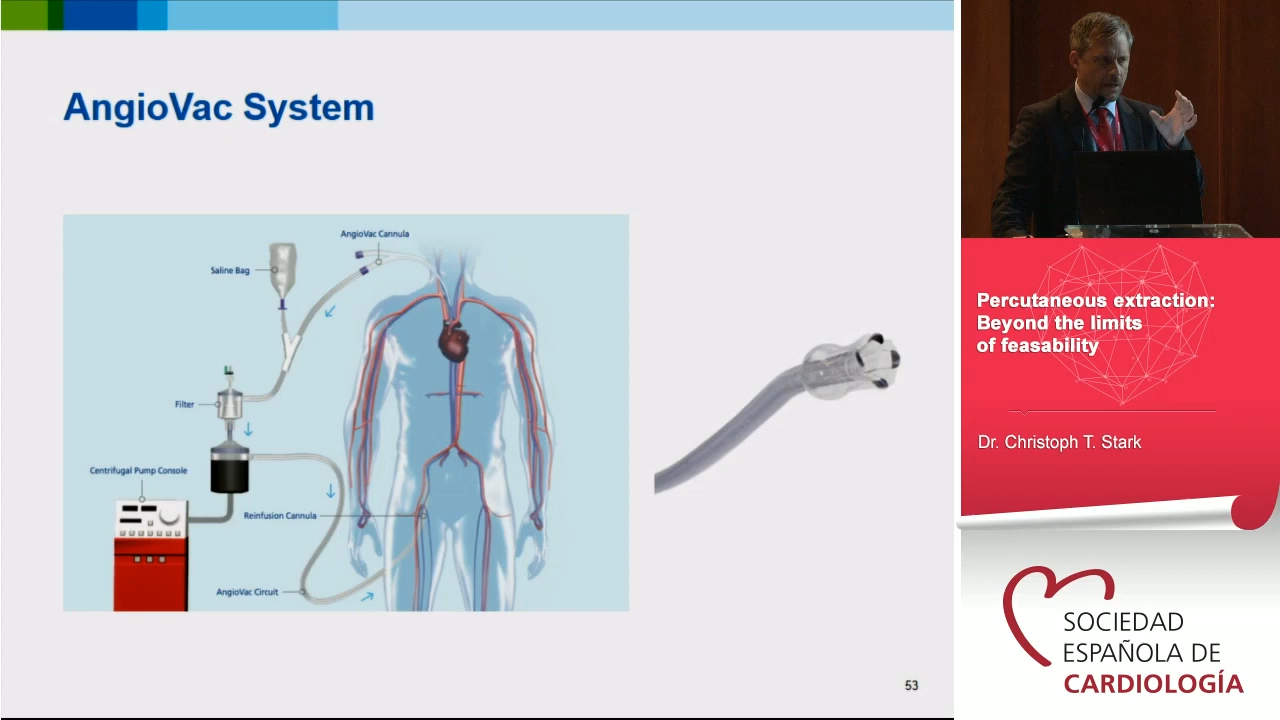 AngioVac System
AngioVac Cannula
Saline Bag
Filter
Centrifugal Pump Console
Reinfusion Cannula
AngioVac Circuit
53
Percutaneous extraction:
Beyond the limits
of feasability
Dr. Christoph T. Stark
SOCIEDAD
ESPAÑOLA DE
CARDIOLOGÍA